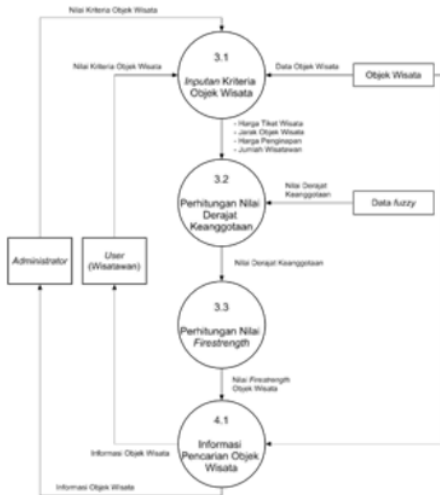 Nilai Kriteria Objek Wisata
3.1
Inputan Kriteria
Objek Wisata
Nilai Kriteria Objek Wisata
Data Objek Wisata
Objek Wisata
- Harga Tiket Wisata
- Jarak Objek Wisata
- Harga Penginapan
- Jumlah Wisatawan
3.2
Perhitungan Nilai
Derajat
Keanggotaan
Nilai Derajat
Keanggotaan
Data fuzzy
Administrator
User
(Wisatawan)
Nilai Derajat Keanggotaan
3.3
Perhitungan Nilai
Firestrength
Nilai Firestrength
Objek Wisata
4.1
Informasi
Pencarian Objek
Wisata
Informasi Objek Wisata
Informasi Objek Wisata